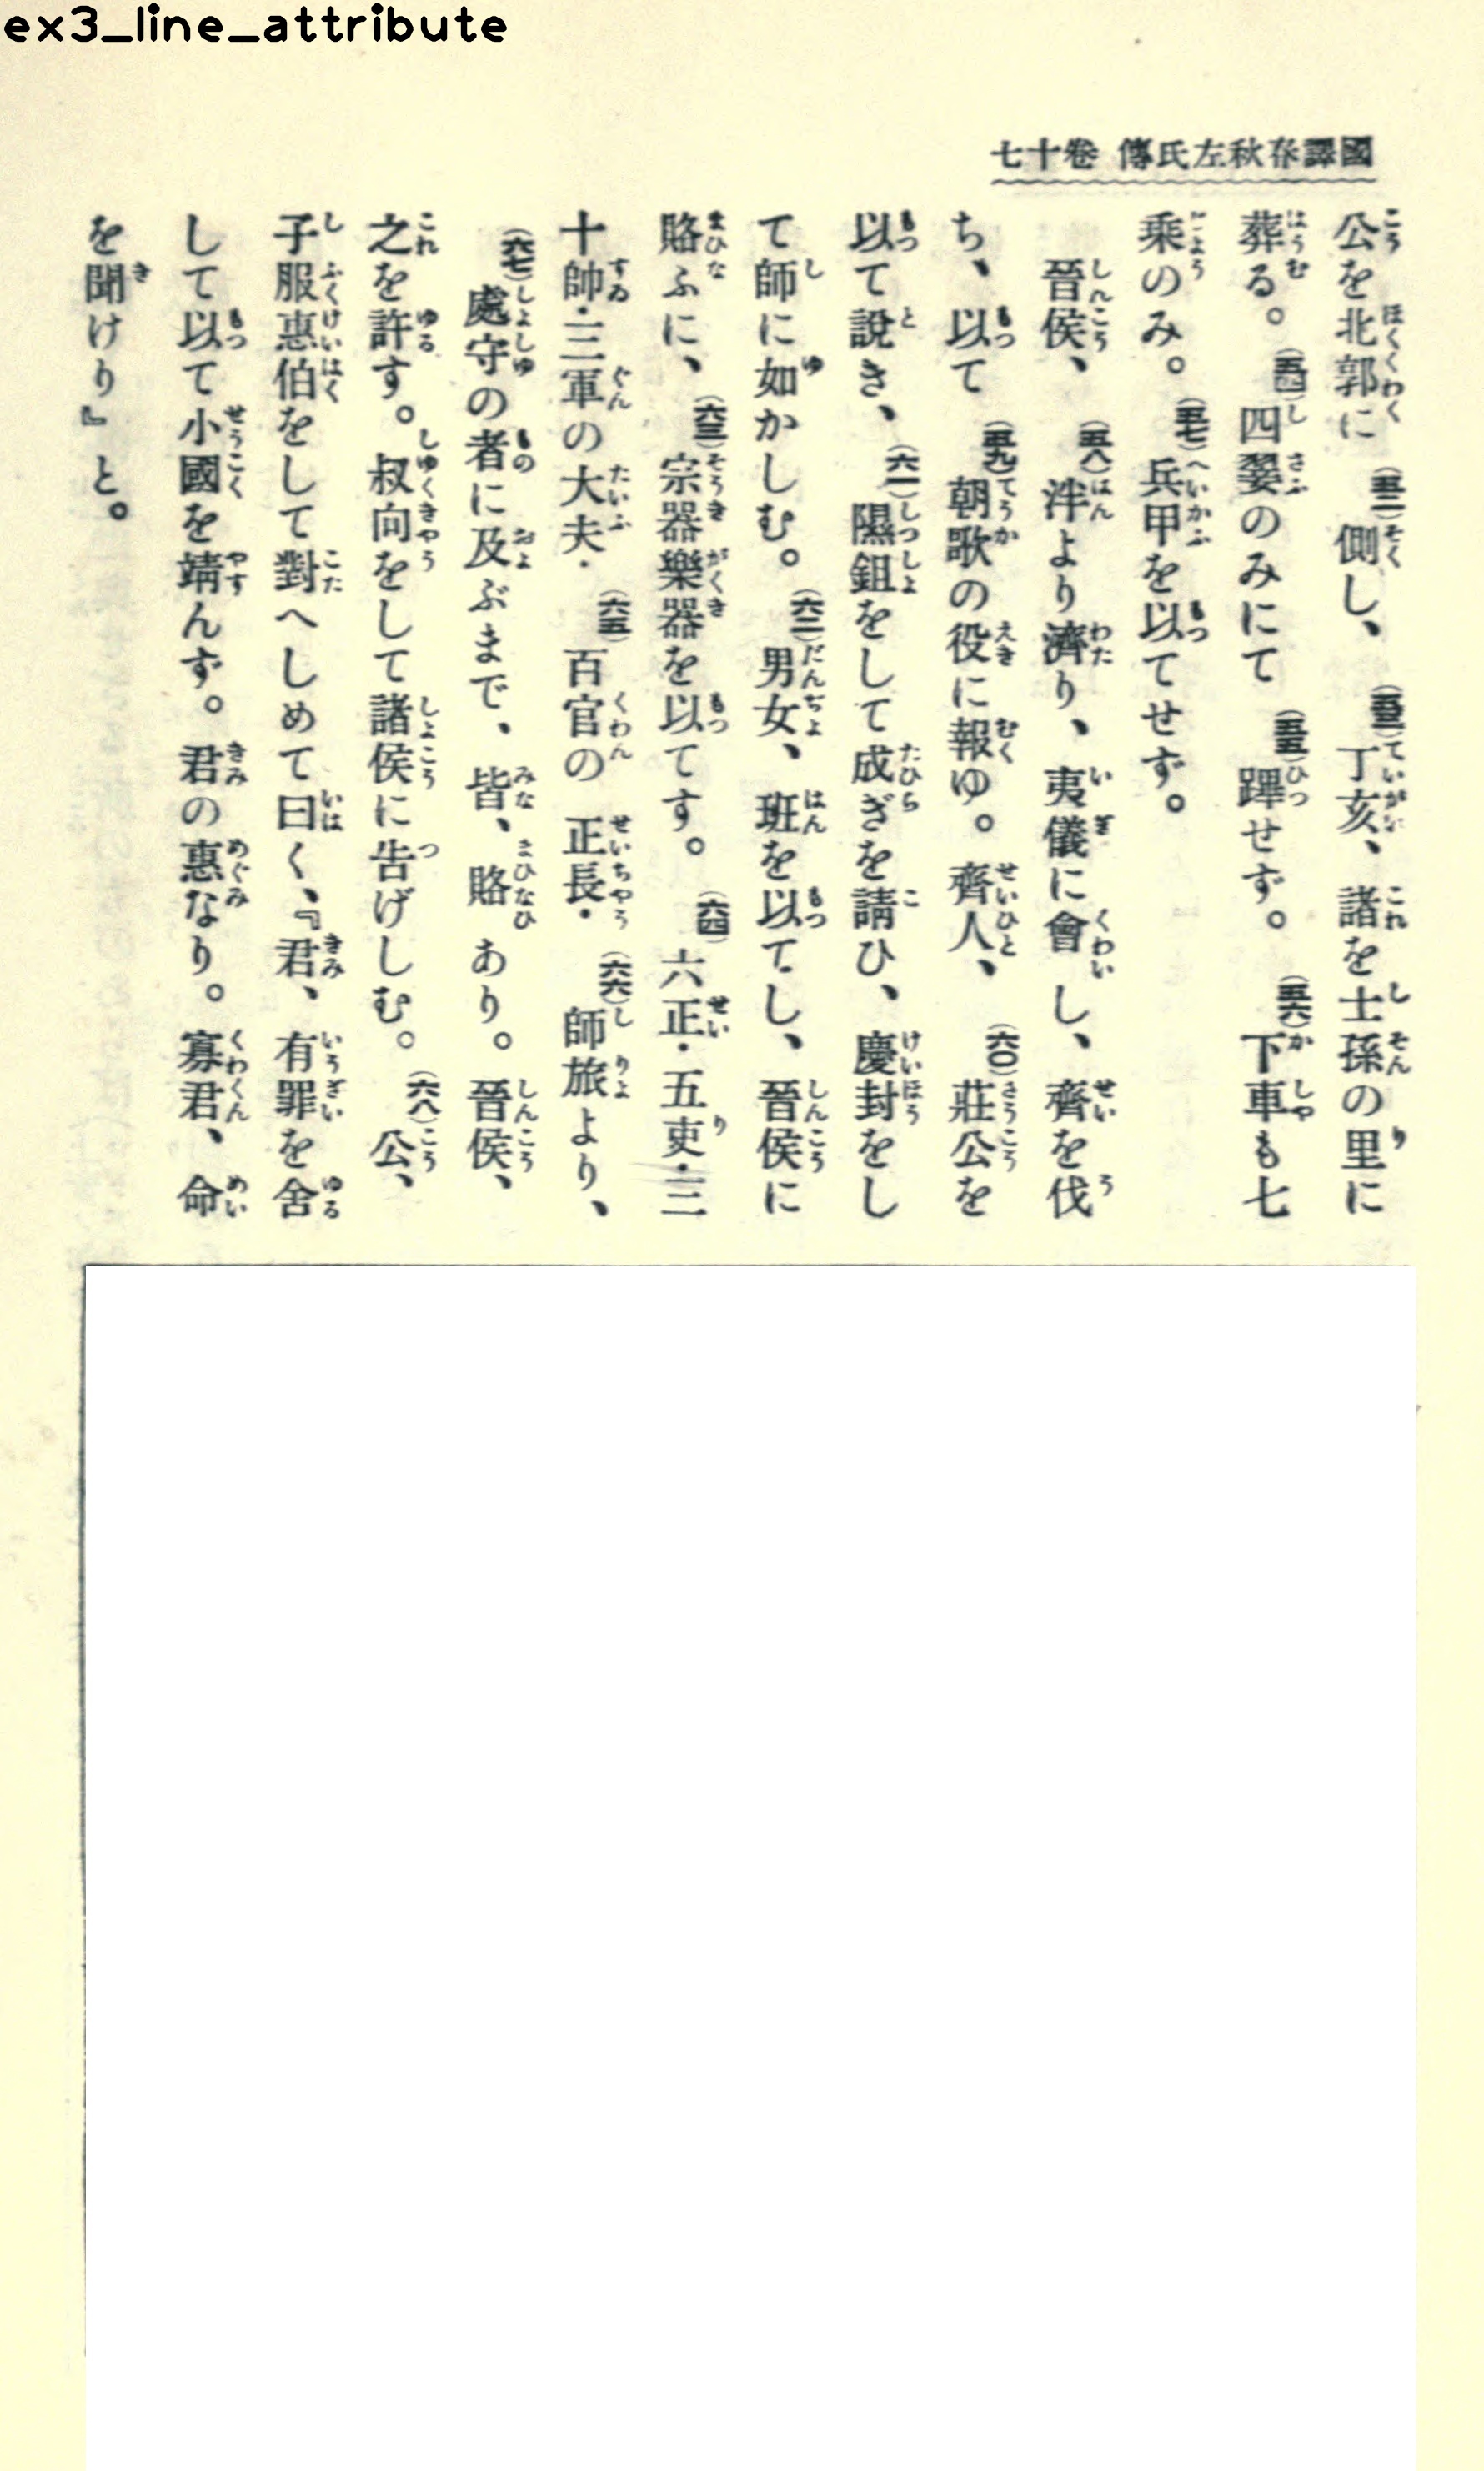 ex3_line_attribute
國譯春秋左氏傳 卷十七
公を北郭に(五二)側し、(五三)丁亥、諸を士孫の里に
葬る。(五四)四翣のみにて(五五)蹕せず。(五六)下車も七
乘のみ。(五七)兵甲を以てせず。
晉侯、(五八)泮より濟り、夷儀に會し、齊を伐
ち、以て(五九)朝歌の役に報ゆ。齊人、(六〇)莊公を
以て說き、(六一)隰鉏をして成ぎを請ひ、慶封をし
て師に如かしむ。(六二)男女、班を以てし、晉侯に
賂ふに、(六三)宗器樂器を以てす。(六四)六正・五吏・三
十帥・三軍の大夫・(六五)百官の正長・(六六)師旅より、
(六七)處守の者に及ぶまで、皆、賂あり。晉侯、
之を許す。叔向をして諸侯に告げしむ。(六八)公、
子服惠伯をして對へしめて曰く、『君、有罪を舍
して以て小國を靖んず。君の惠なり。寡君、命
を聞けり』と。